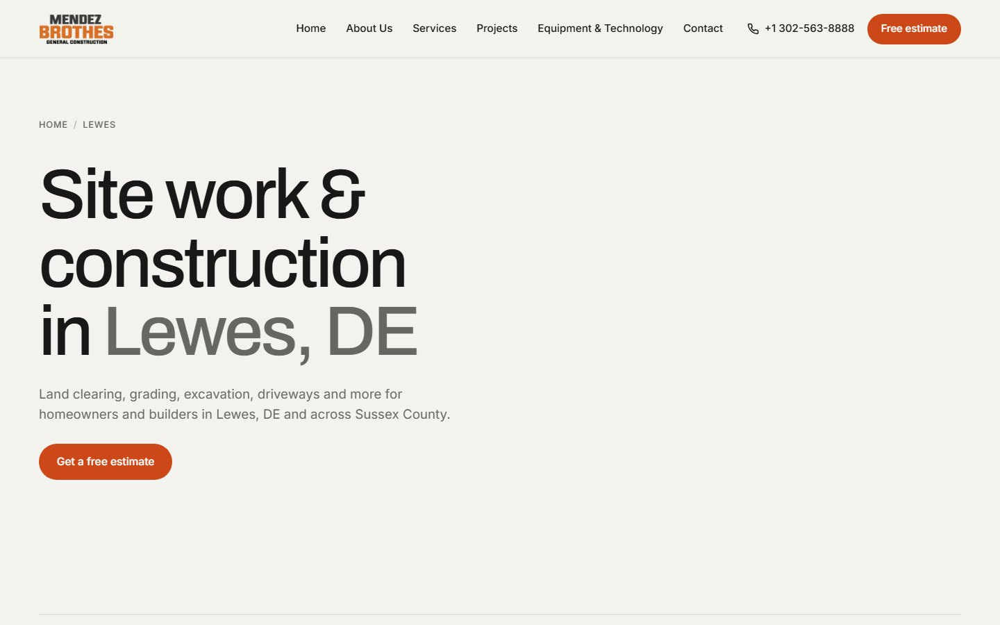 MENDEZ
BROTHES
GENERAL CONSTRUCTION
Home
About Us
Services
Projects
Equipment & Technology
Contact
+1 302-563-8888
Free estimate
HOME / LEWES
Site work &
construction
in Lewes, DE
Land clearing, grading, excavation, driveways and more for
homeowners and builders in Lewes, DE and across Sussex County.
Get a free estimate